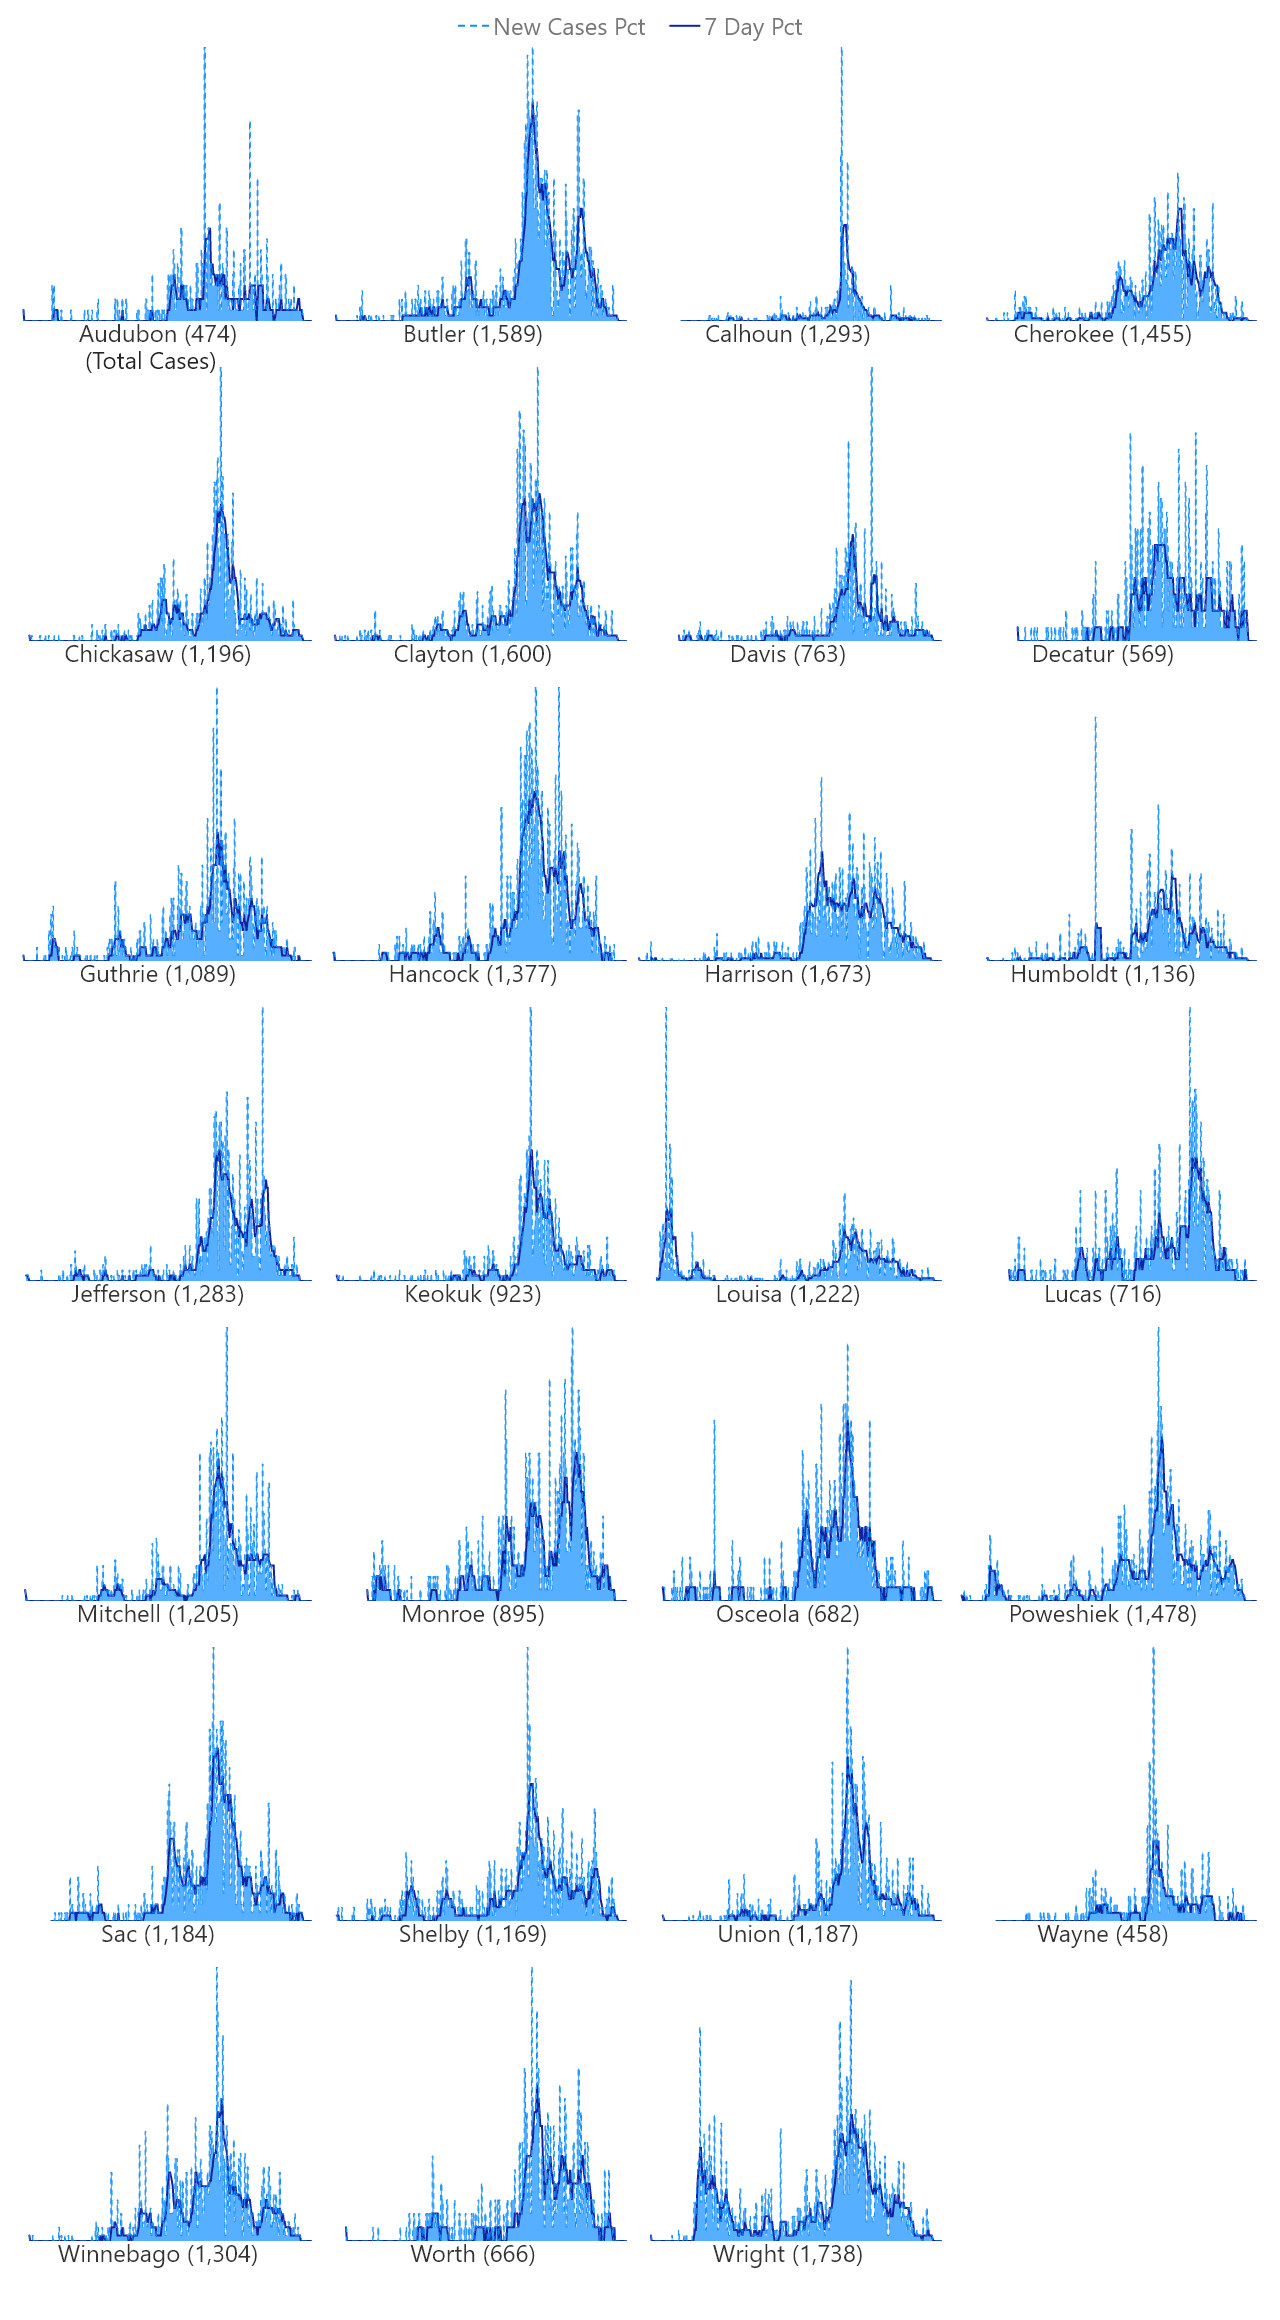 New Cases Pct 7 Day Pct
Audubon (474) Butler (1,589) Calhoun (1,293) Cherokee (1,455)
(Total Cases)
Chickasaw (1,196) Clayton (1,600) Davis (763) Decatur (569)
Guthrie (1,089) Hancock (1,377) Harrison (1,673) Humboldt (1,136)
Jefferson (1,283) Keokuk (923) Louisa (1,222) Lucas (716)
Mitchell (1,205) Monroe (895) Osceola (682) Poweshiek (1,478)
Sac (1,184) Shelby (1,169) Union (1,187) Wayne (458)
Winnebago (1,304) Worth (666) Wright (1,738)